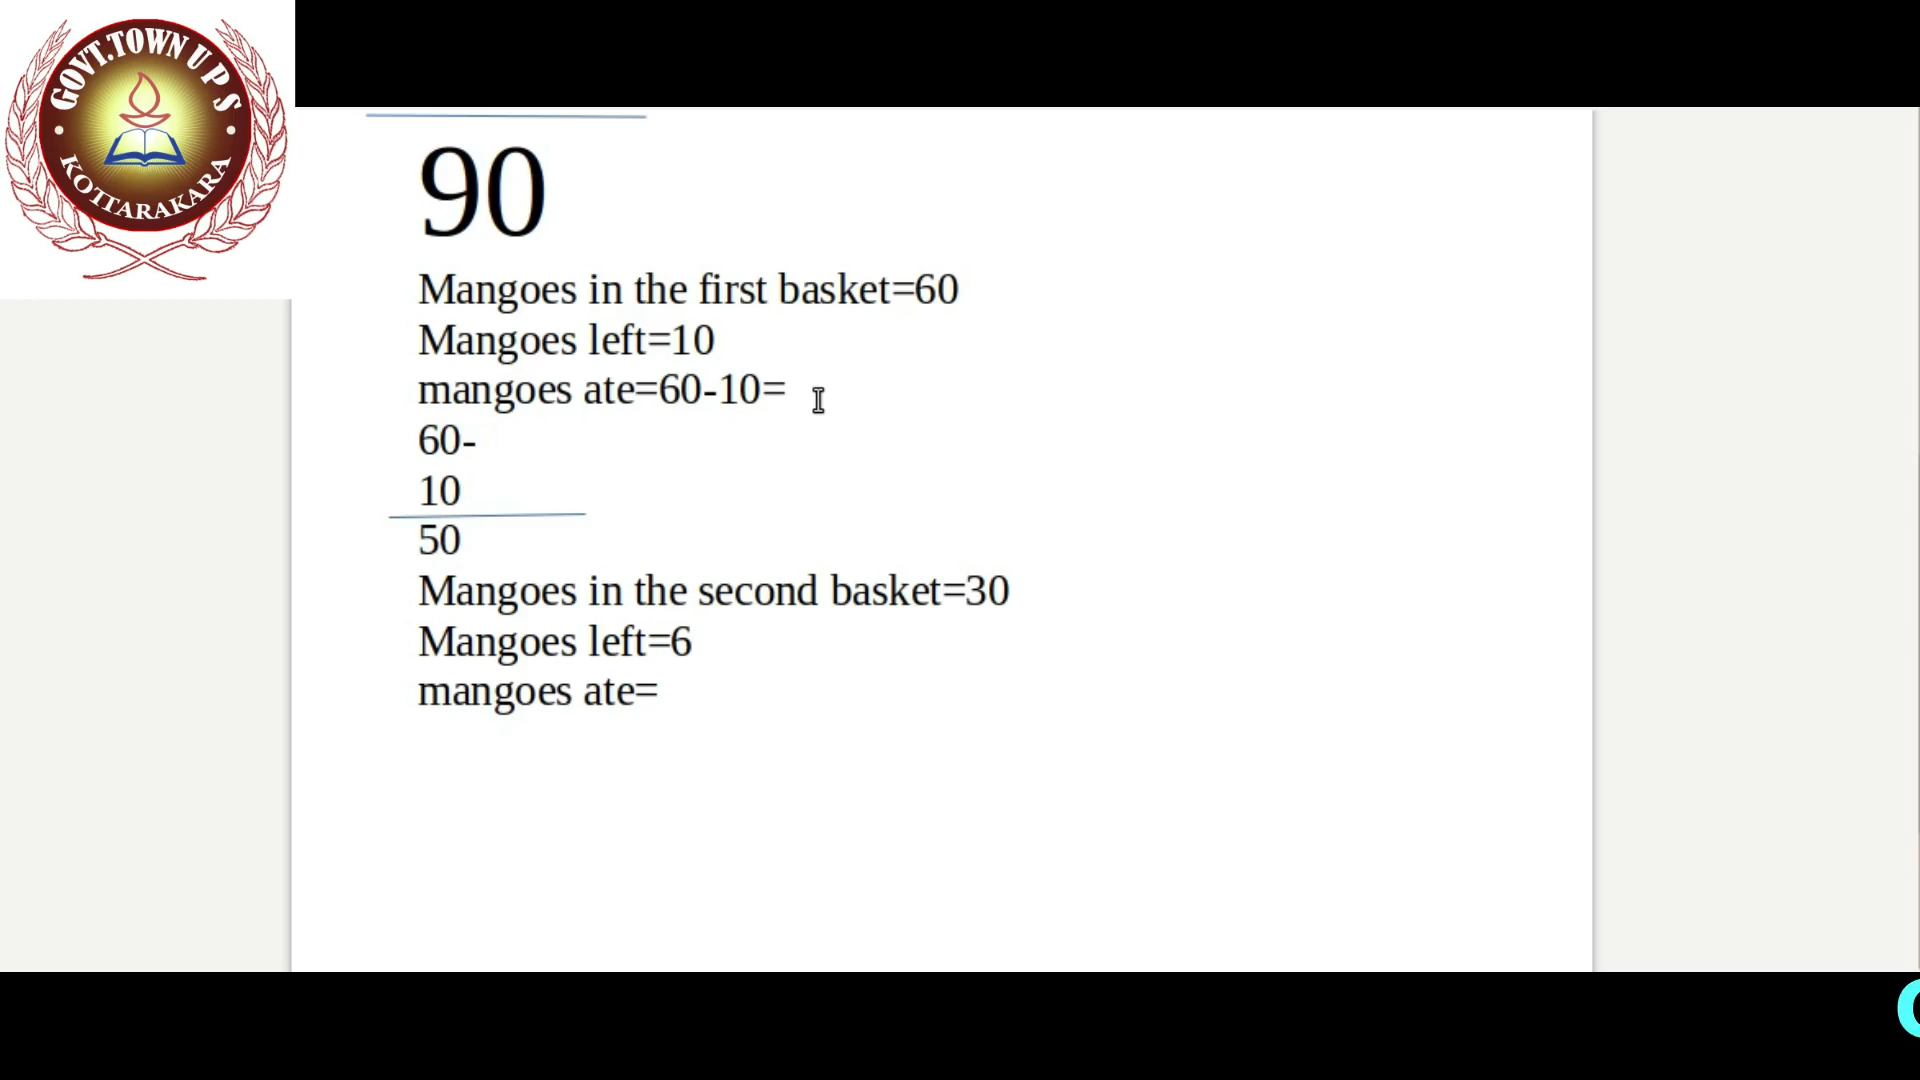 GOVT.TOWN U P S
KOTTARAKARA
90
Mangoes in the first basket=60
Mangoes left=10
mangoes ate=60-10=
60-
10
50
Mangoes in the second basket=30
Mangoes left=6
mangoes ate=